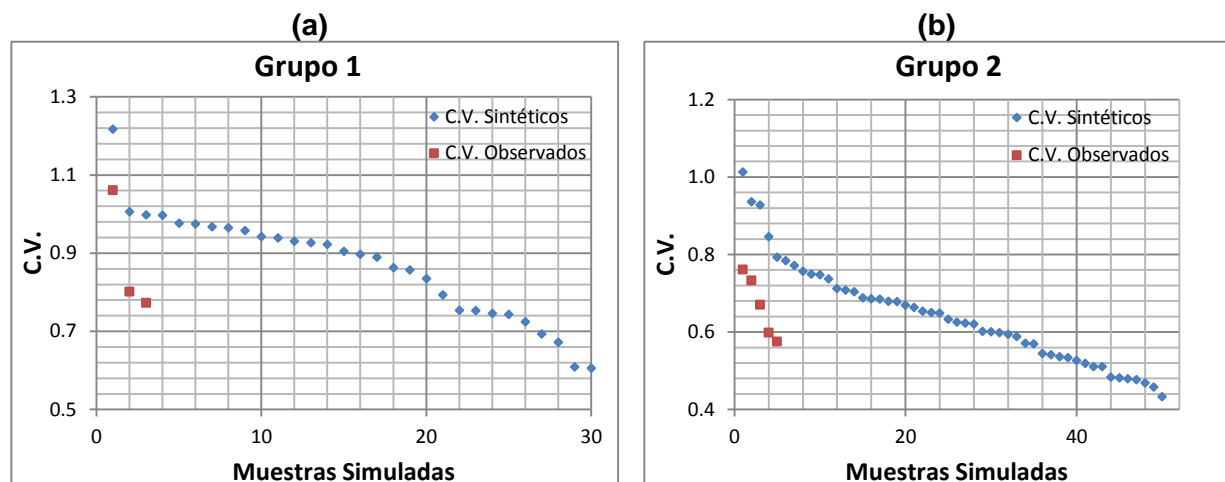 (a)
Grupo 1
1.3
1.1
0.9
0.7
0.5
C.V.
C.V. Sintéticos
C.V. Observados
0
10
20
30
Muestras Simuladas
(b)
Grupo 2
1.2
1.0
0.8
0.6
0.4
C.V.
C.V. Sintéticos
C.V. Observados
0
20
40
Muestras Simuladas